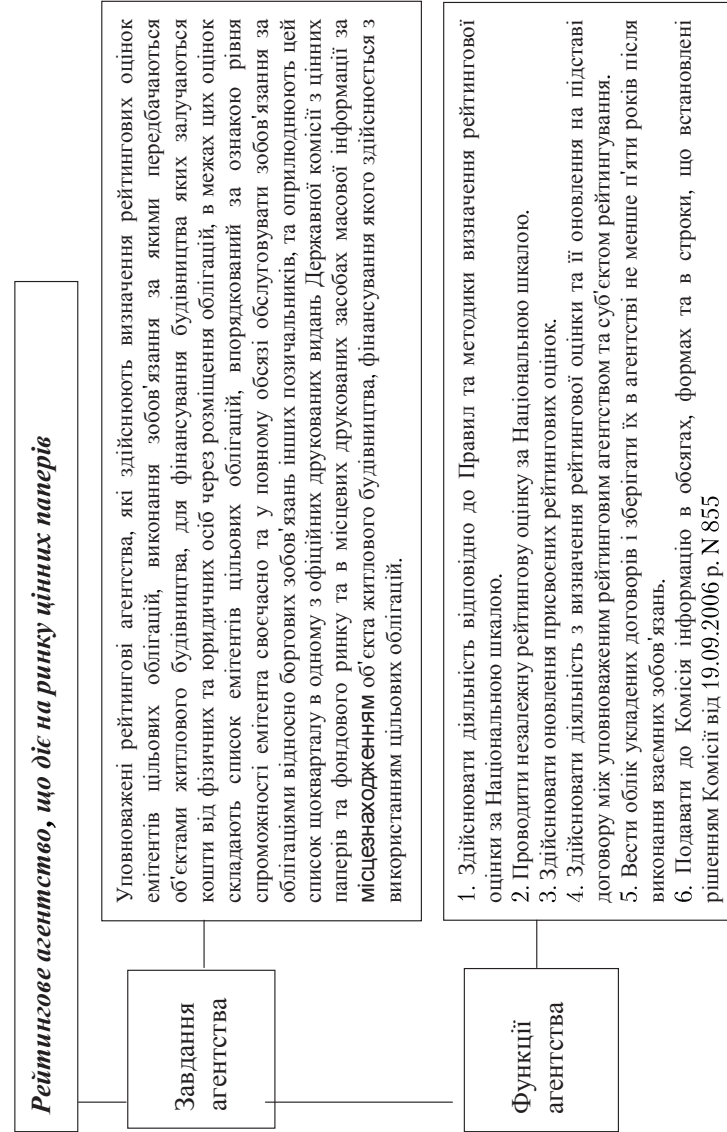 Рейтингове агентство, що діє на ринку цінних паперів
Завдання
агентства
Уповноважені рейтингові агентства, які здійснюють визначення рейтингових оцінок
емітентів цільових облігацій, виконання зобов'язання за якими передбачаються
об'єктами житлового будівництва, для фінансування будівництва яких залучаються
кошти від фізичних та юридичних осіб через розміщення облігацій, в межах цих оцінок
складають список емітентів цільових облігацій, впорядкований за ознакою рівня
спроможності емітента своєчасно та у повному обсязі обслуговувати зобов'язання за
облігаціями відносно боргових зобов'язань інших позичальників, та оприлюднюють цей
список щокварталу в одному з офіційних друкованих видань Державної комісії з цінних
паперів та фондового ринку та в місцевих друкованих засобах масової інформації за
місцезнаходженням об'єкта житлового будівництва, фінансування якого здійснюється з
використанням цільових облігацій.
Функції
агентства
1. Здійснювати діяльність відповідно до Правил та методики визначення рейтингової
оцінки за Національною шкалою.
2. Проводити незалежну рейтингову оцінку за Національною шкалою.
3. Здійснювати оновлення присвоєних рейтингових оцінок.
4. Здійснювати діяльність з визначення рейтингової оцінки та її оновлення на підставі
договору між уповноваженим рейтинговим агентством та суб'єктом рейтингування.
5. Вести облік укладених договорів і зберігати їх в агентстві не менше п'яти років після
виконання взаємних зобов'язань.
6. Подавати до Комісія інформацію в обсягах, формах та в строки, що встановлені
рішенням Комісії від 19.09.2006 р. N 855